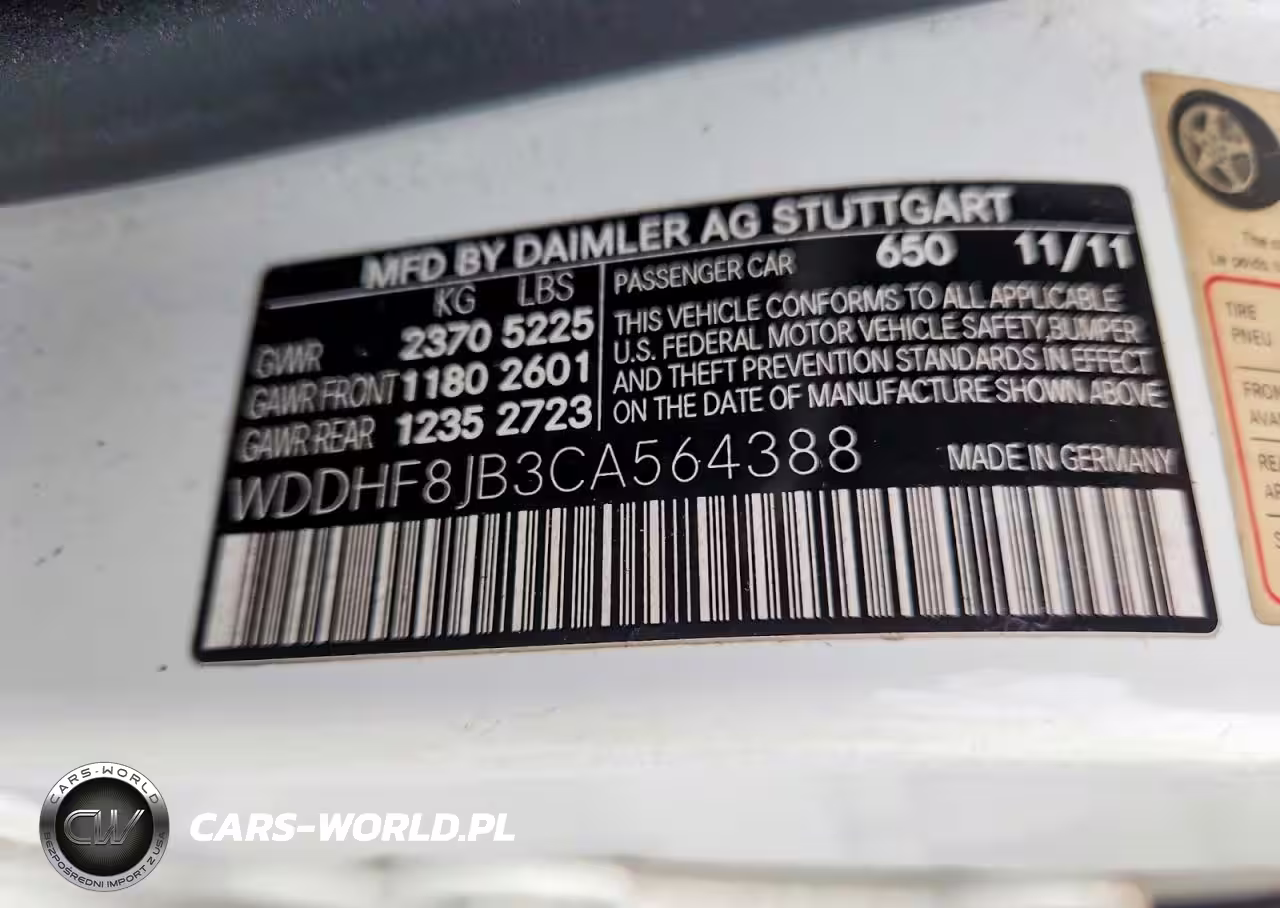 MFD BY DAIMLER AG STUTTGART
KG LBS
GVWR 2370 5225
GAWR FRONT 1180 2601
GAWR REAR 1235 2723
PASSENGER CAR 650 11/11
THIS VEHICLE CONFORMS TO ALL APPLICABLE
U.S. FEDERAL MOTOR VEHICLE SAFETY,BUMPER
AND THEFT PREVENTION STANDARDS IN EFFECT
ON THE DATE OF MANUFACTURE SHOWN ABOVE
WDDHF8JB3CA564388 MADE IN GERMANY
TIRE
PNEU
CARS-WORLD
CW
BEZPOŚREDNI IMPORT Z USA
CARS-WORLD.PL